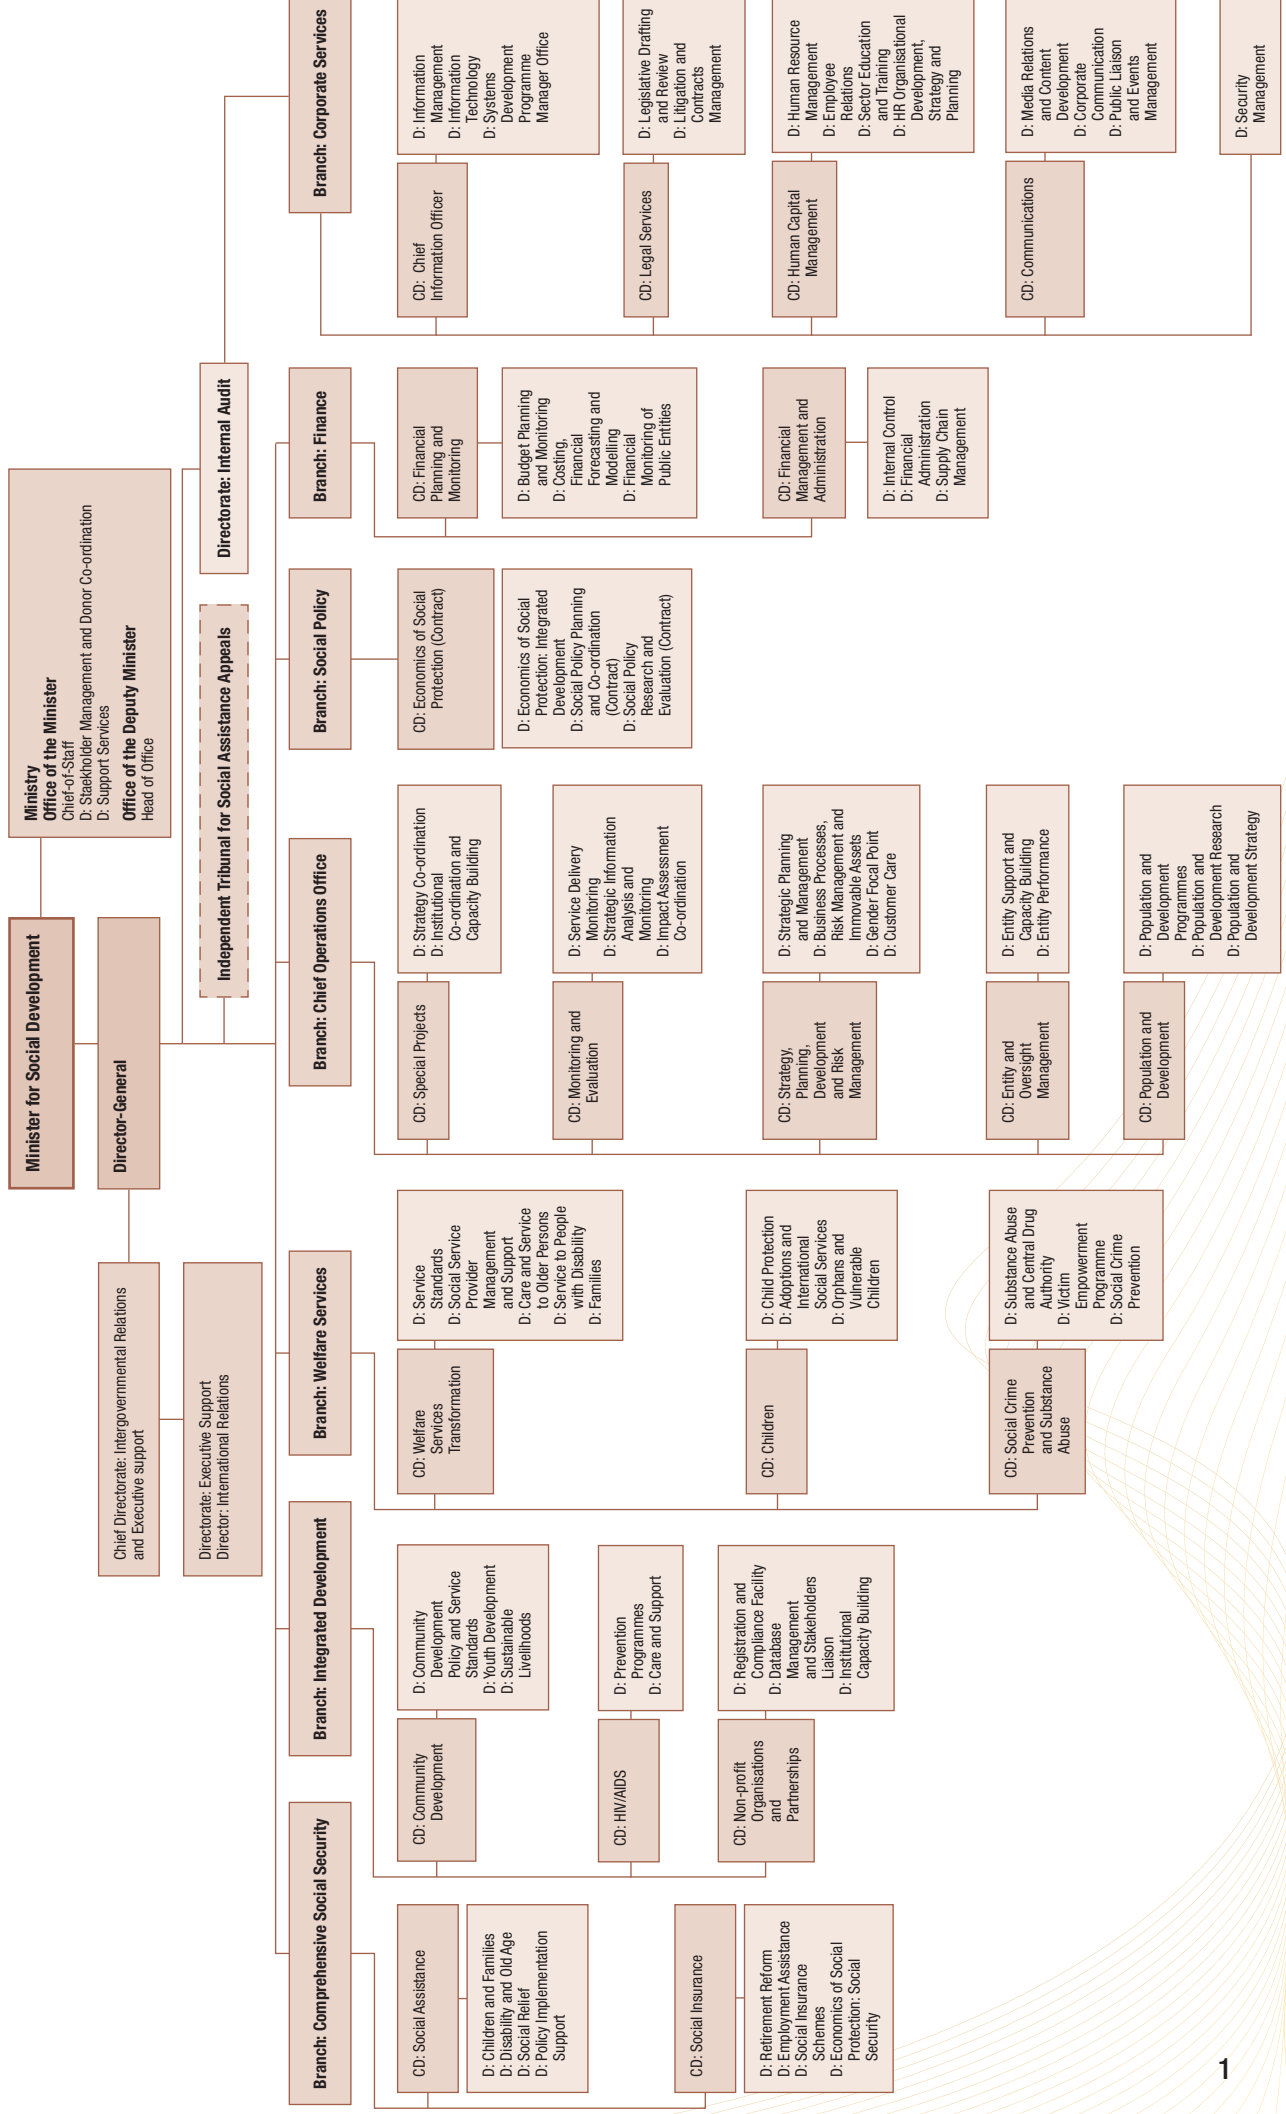 Minister for Social Development
Ministry
Office of the Minister
Chief-of-Staff
D: Staekholder Management and Donor Co-ordination
D: Support Services
Office of the Deputy Minister
Head of Office
Director-General
Chief Directorate: Intergovernmental Relations
and Executive support
Directorate: Executive Support
Director: International Relations
Independent Tribunal for Social Assistance Appeals
Directorate: Internal Audit
Branch: Comprehensive Social Security
CD: Social Assistance
D: Children and Families
D: Disability and Old Age
D: Social Relief
D: Policy Implementation
Support
CD: Social Insurance
D: Retirement Reform
D: Employment Assistance
D: Social Insurance
Schemes
D: Economics of Social
Protection: Social
Security
Branch: Integrated Development
CD: Community
Development
D: Community
Development
Policy and Service
Standards
D: Youth Development
D: Sustainable
Livelihoods
CD: HIV/AIDS
D: Prevention
Programmes
D: Care and Support
CD: Non-profit
Organisations
and
Partnerships
D: Registration and
Compliance Facility
D: Database
Management
and Stakeholders
Liaison
D: Institutional
Capacity Building
Branch: Welfare Services
CD: Welfare
Services
Transformation
D: Service
Standards
D: Social Service
Provider
Management
and Support
D: Care and Service
to Older Persons
D: Service to People
with Disability
D: Families
CD: Children
D: Child Protection
D: Adoptions and
International
Social Services
D: Orphans and
Vulnerable
Children
CD: Social Crime
Prevention
and Substance
Abuse
D: Substance Abuse
and Central Drug
Authority
D: Victim
Empowerment
Programme
D: Social Crime
Prevention
Branch: Chief Operations Office
CD: Special Projects
D: Strategy Co-ordination
D: Institutional
Co-ordination and
Capacity Building
CD: Monitoring and
Evaluation
D: Service Delivery
Monitoring
D: Strategic Information
Analysis and
Monitoring
D: Impact Assessment
Co-ordination
CD: Strategy,
Planning,
Development
and Risk
Management
D: Strategic Planning
and Management
D: Business Processes,
Risk Management and
Immovable Assets
D: Gender Focal Point
D: Customer Care
CD: Entity and
Oversight
Management
D: Entity Support and
Capacity Building
D: Entity Performance
CD: Population and
Development
D: Population and
Development
Programmes
D: Population and
Development Research
D: Population and
Development Strategy
Branch: Social Policy
CD: Economics of Social
Protection (Contract)
D: Economics of Social
Protection: Integrated
Development
D: Social Policy Planning
and Co-ordination
(Contract)
D: Social Policy
Research and
Evaluation (Contract)
Branch: Finance
CD: Financial
Planning and
Monitoring
D: Budget Planning
and Monitoring
D: Costing,
Financial
Forecasting and
Modelling
D: Financial
Monitoring of
Public Entities
CD: Financial
Management and
Administration
D: Internal Control
D: Financial
Administration
D: Supply Chain
Management
Branch: Corporate Services
CD: Chief
Information Officer
D: Information
Management
D: Information
Technology
D: Systems
Development
Programme
Manager Office
CD: Legal Services
D: Legislative Drafting
and Review
D: Litigation and
Contracts
Management
CD: Human Capital
Management
D: Human Resource
Management
D: Employee
Relations
D: Sector Education
and Training
D: HR Organisational
Development,
Strategy and
Planning
CD: Communications
D: Media Relations
and Content
Development
D: Corporate
Communication
D: Public Liaison
and Events
Management
D: Security
Management
1